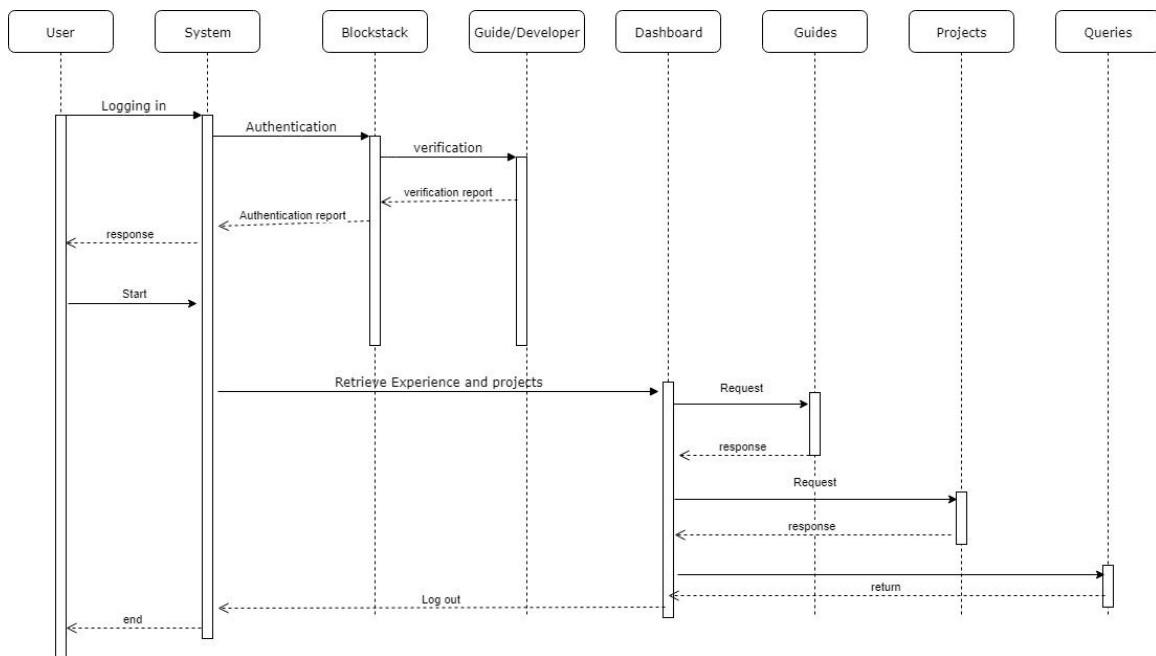 User
System
Blockstack
Guide/Developer
Dashboard
Guides
Projects
Queries
Logging in
Authentication
verification
verification report
Authentication report
response
Start
Retrieve Experience and projects
Request
response
Request
response
return
Log out
end